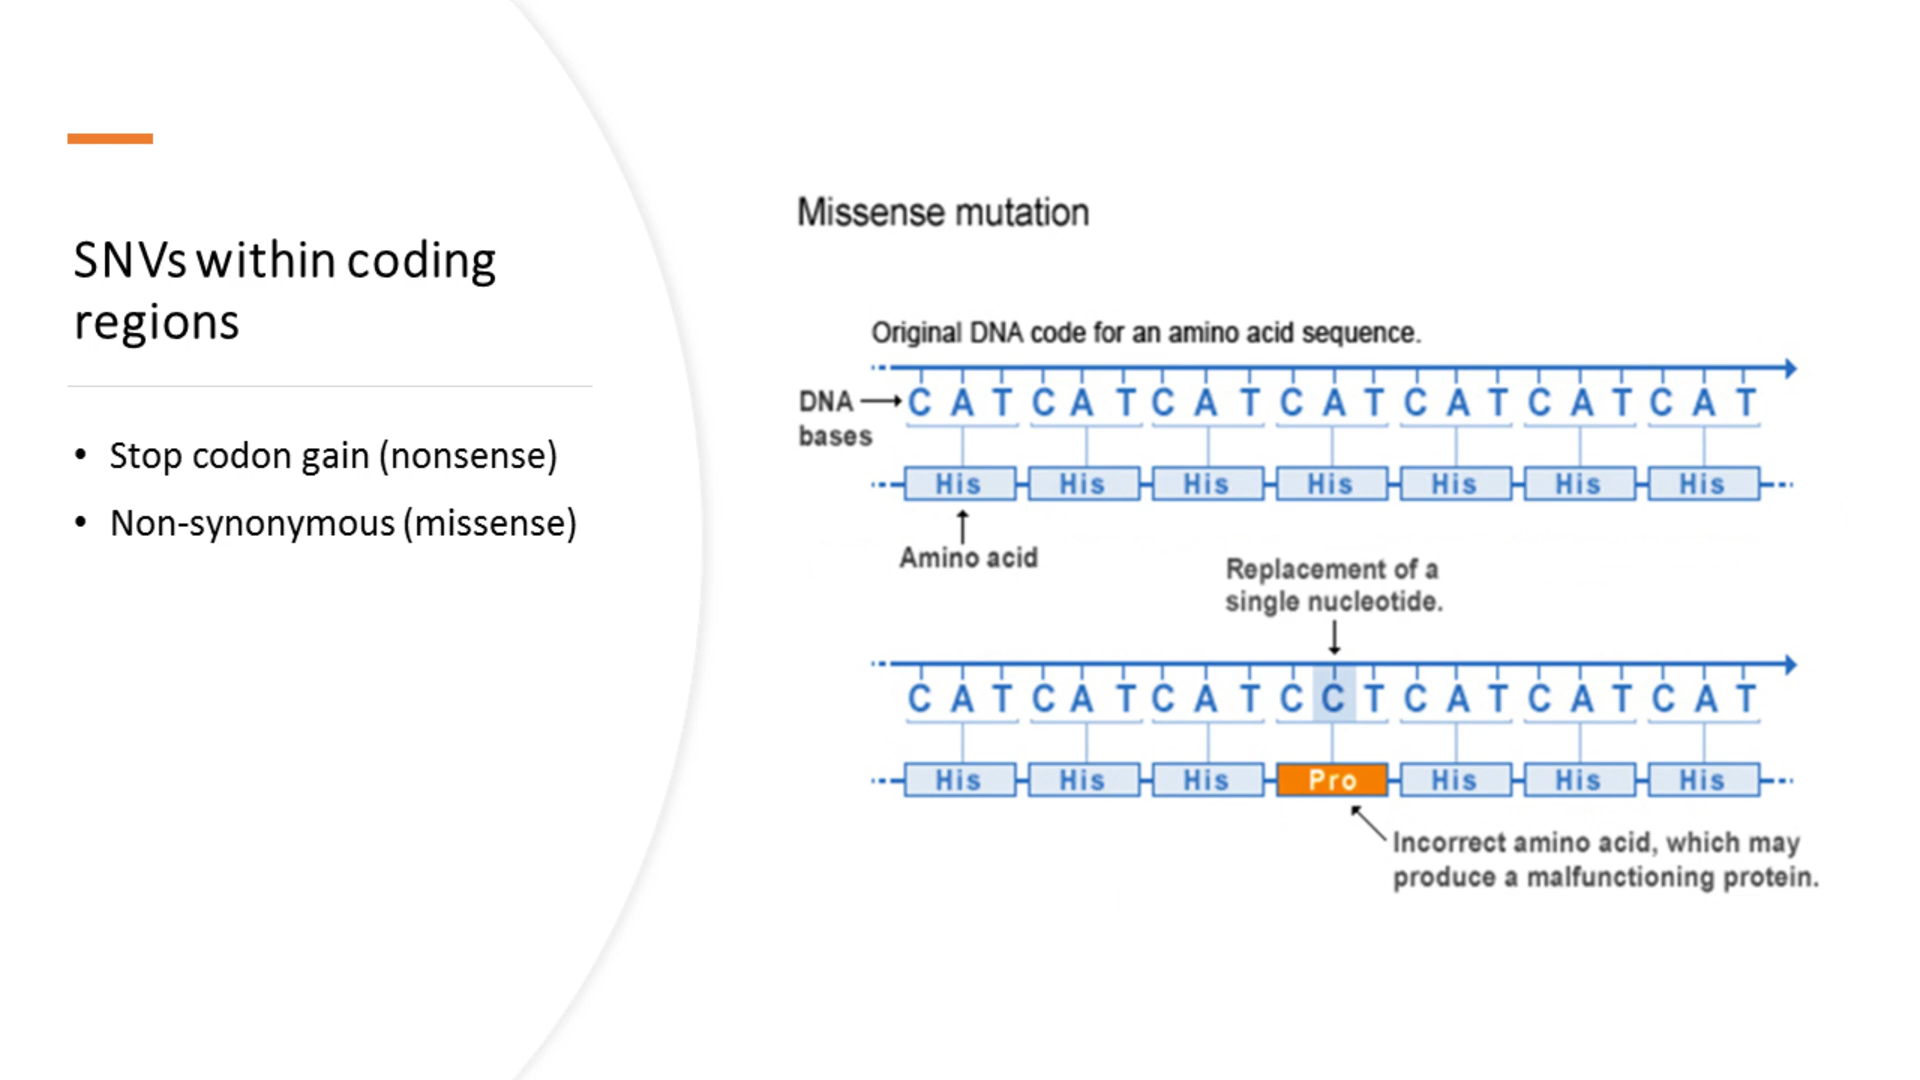 SNVs within coding
regions
• Stop codon gain (nonsense)
• Non-synonymous (missense)
Missense mutation
Original DNA code for an amino acid sequence.
DNA
bases
C A T C A T C A T C A T C A T C A T C A T
His His His His His His His
Amino acid
Replacement of a
single nucleotide.
C A T C A T C A T C C T C A T C A T C A T
His His His Pro His His His
Incorrect amino acid, which may
produce a malfunctioning protein.